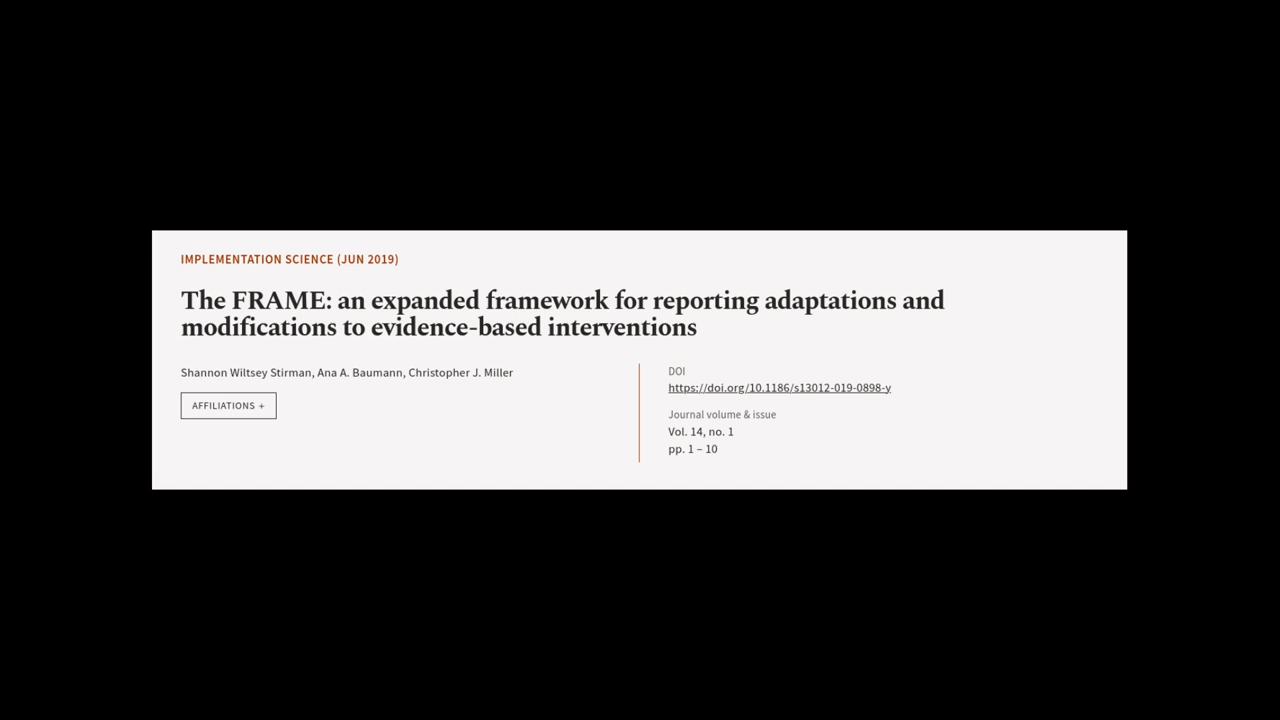 IMPLEMENTATION SCIENCE (JUN 2019)
The FRAME: an expanded framework for reporting adaptations and
modifications to evidence-based interventions
Shannon Wiltsey Stirman, Ana A. Baumann, Christopher J. Miller
AFFILIATIONS +
DOI
https://doi.org/10.1186/s13012-019-0898-y
Journal volume & issue
Vol. 14, no. 1
pp. 1 – 10